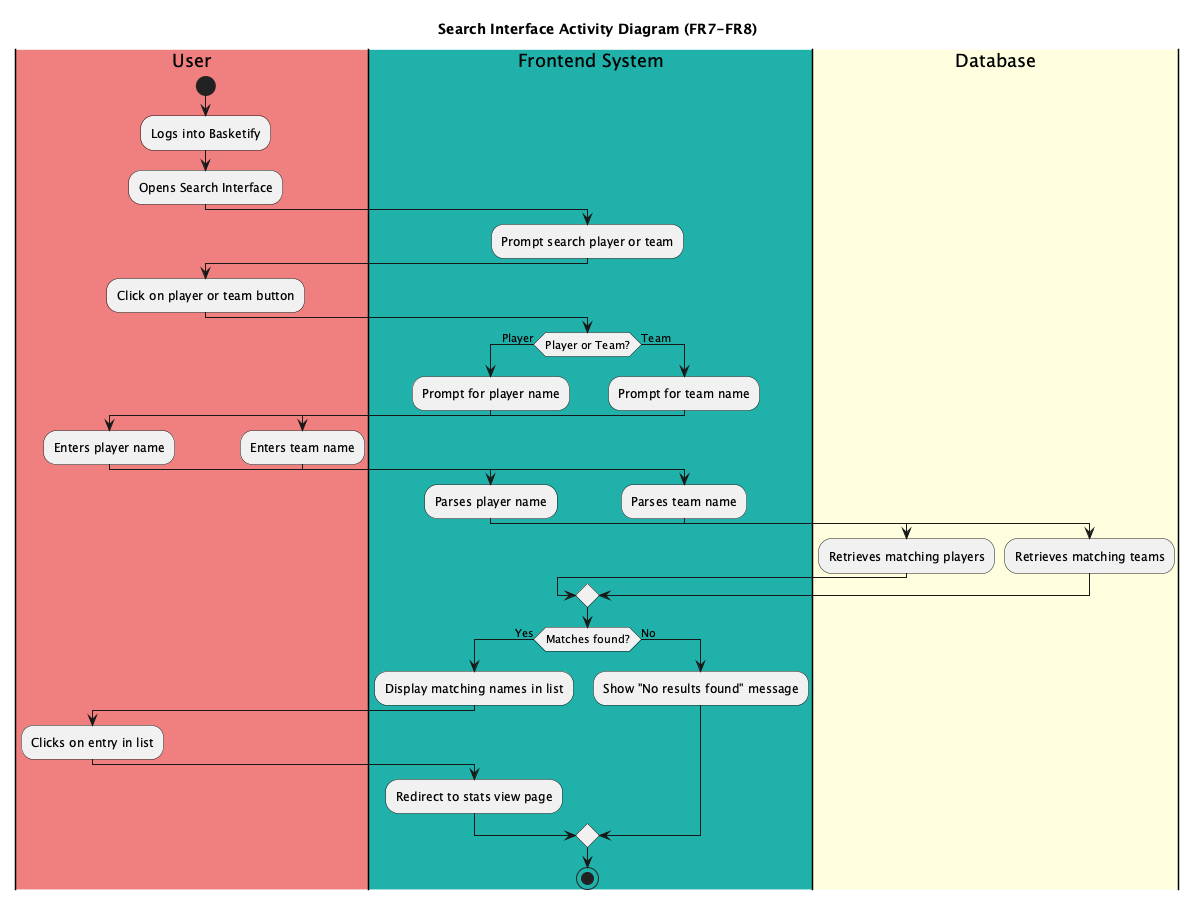 Search Interface Activity Diagram (FR7-FR8)
User
Frontend System
Database
Logs into Basketify
Opens Search Interface
Prompt search player or team
Click on player or team button
Player
Player or Team?
Team
Prompt for player name
Prompt for team name
Enters player name
Enters team name
Parses player name
Parses team name
Retrieves matching players
Retrieves matching teams
Yes
Matches found?
No
Display matching names in list
Show "No results found" message
Clicks on entry in list
Redirect to stats view page